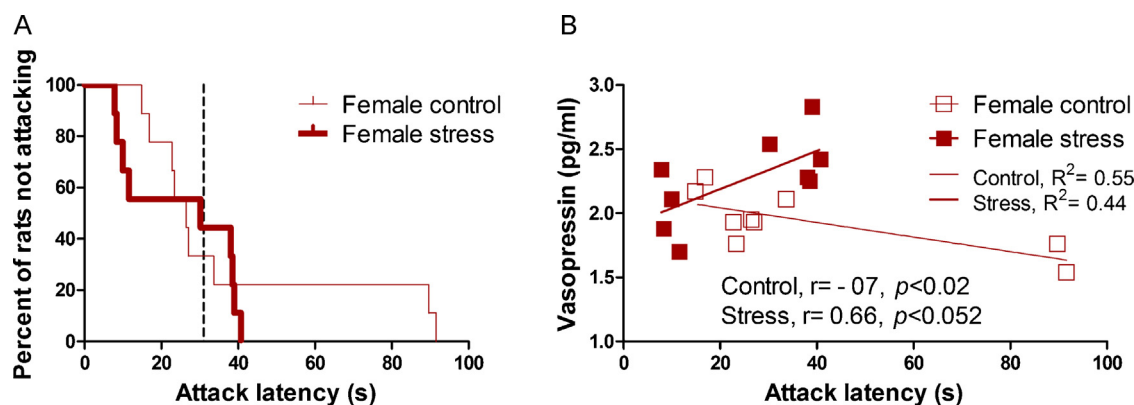 A
Percent of rats not attacking
100
80
60
40
20
0
0 20 40 60 80 100
Attack latency (s)
Female control
Female stress
B
Vasopressin (pg/ml)
3.0
2.5
2.0
1.5
1.0
0 20 40 60 80 100
Attack latency (s)
Female control
Female stress
Control, R²= 0.55
Stress, R²= 0.44
Control, r= - 07, p<0.02
Stress, r= 0.66, p<0.052